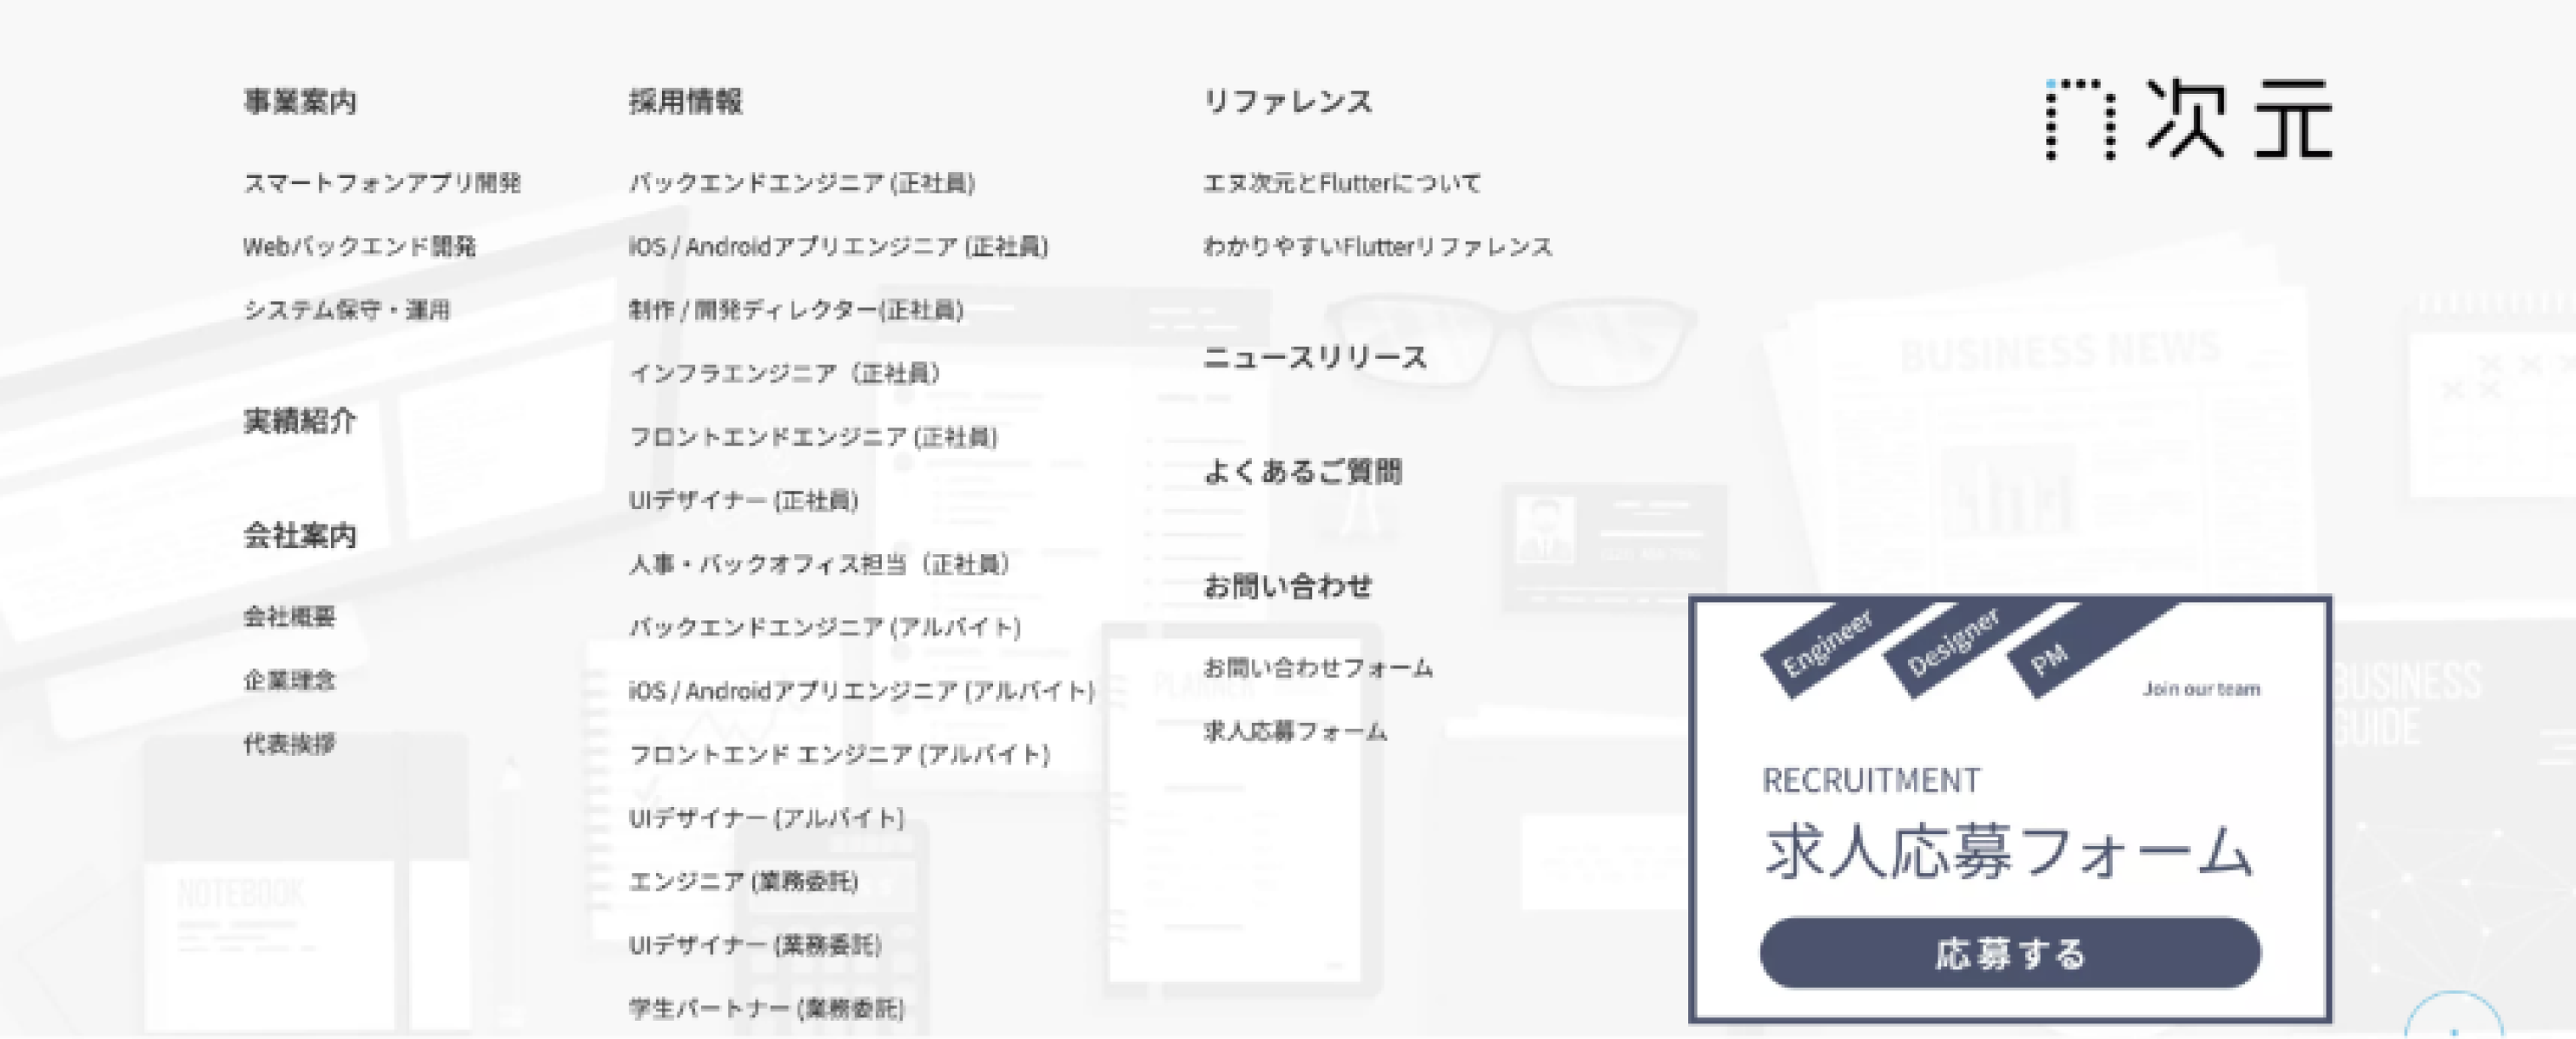 事業案内
スマートフォンアプリ開発
Webバックエンド開発
システム保守・運用
実績紹介
会社案内
会社概要
企業理念
代表挨拶
採用情報
バックエンドエンジニア (正社員)
iOS / Androidアプリエンジニア (正社員)
制作 / 開発ディレクター(正社員)
インフラエンジニア（正社員）
フロントエンドエンジニア (正社員)
UIデザイナー (正社員)
人事・バックオフィス担当（正社員）
バックエンドエンジニア (アルバイト)
iOS / Androidアプリエンジニア (アルバイト)
フロントエンド エンジニア (アルバイト)
UIデザイナー (アルバイト)
エンジニア (業務委託)
UIデザイナー (業務委託)
学生パートナー (業務委託)
リファレンス
エヌ次元とFlutterについて
わかりやすいFlutterリファレンス
ニュースリリース
よくあるご質問
お問い合わせ
お問い合わせフォーム
求人応募フォーム
n次元
BUSINESS NEWS
Engineer
Designer
PM
Join our team
RECRUITMENT
求人応募フォーム
応募する
BUSINESS
GUIDE
PLANNER
NOTEBOOK